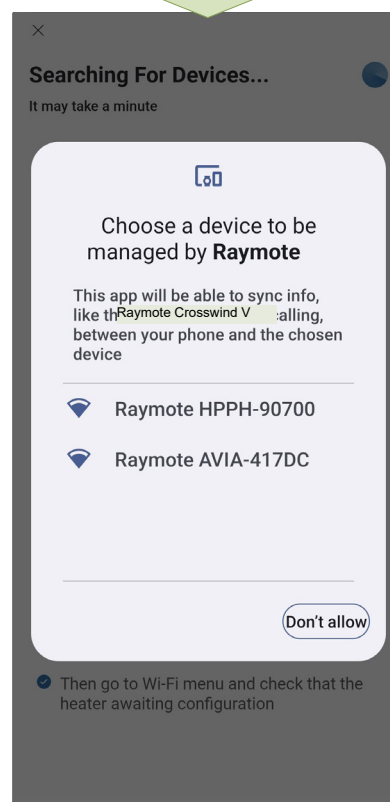 Searching For Devices...
It may take a minute
Choose a device to be
managed by Raymote
This app will be able to sync info,
like th Raymote Crosswind V alling,
between your phone and the chosen
device
Raymote HPPH-90700
Raymote AVIA-417DC
Don't allow
Then go to Wi-Fi menu and check that the
heater awaiting configuration